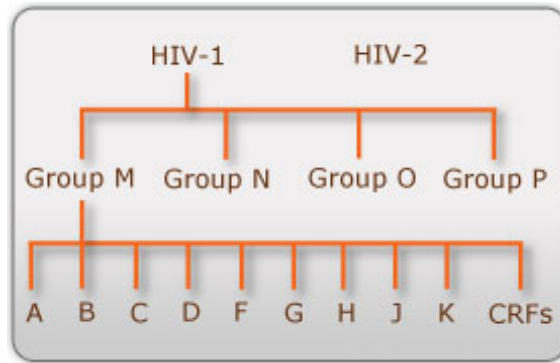 HIV-1 HIV-2
Group M Group N Group O Group P
A B C D F G H J K CRFs